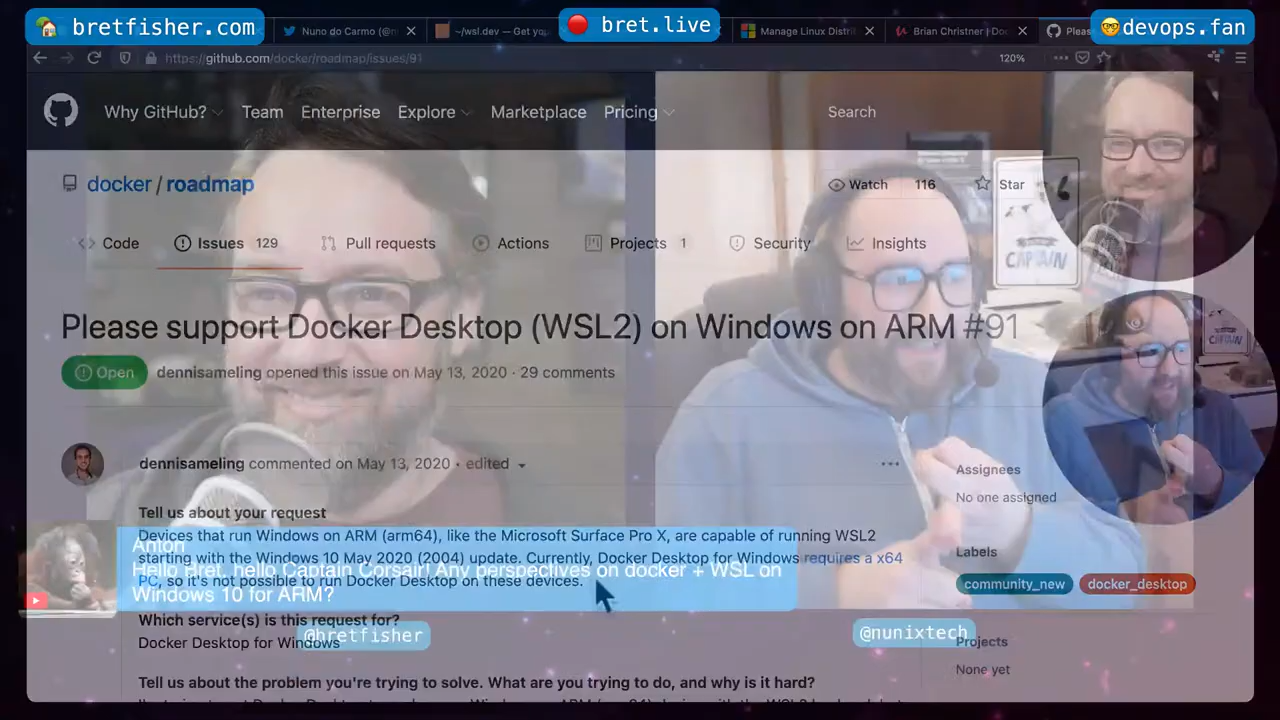 bretfisher.com
bret.live
devops.fan
Nuno do Carmo (@n
~/wsl.dev — Get yo
Manage Linux Distri
Brian Christner | Do
Pleas
https://github.com/docker/roadmap/issues/91
120%
Why GitHub? Team Enterprise Explore Marketplace Pricing
Search
docker / roadmap
Watch 116 Star
Code Issues 129 Pull requests Actions Projects 1 Security Insights
CAPTAIN
CAPTAIN
Please support Docker Desktop (WSL2) on Windows on ARM #91
Open dennisameling opened this issue on May 13, 2020 · 29 comments
dennisameling commented on May 13, 2020 · edited
Tell us about your request
Devices that run Windows on ARM (arm64), like the Microsoft Surface Pro X, are capable of running WSL2
starting with the Windows 10 May 2020 (2004) update. Currently, Docker Desktop for Windows requires a x64
PC, so it's not possible to run Docker Desktop on these devices.
Which service(s) is this request for?
Docker Desktop for Windows
Tell us about the problem you're trying to solve. What are you trying to do, and why is it hard?
Assignees
No one assigned
Labels
community_new docker_desktop
Projects
None yet
Anton
Hello Bret, hello Captain Corsair! Any perspectives on docker + WSL on
Windows 10 for ARM?
@bretfisher
@nunixtech